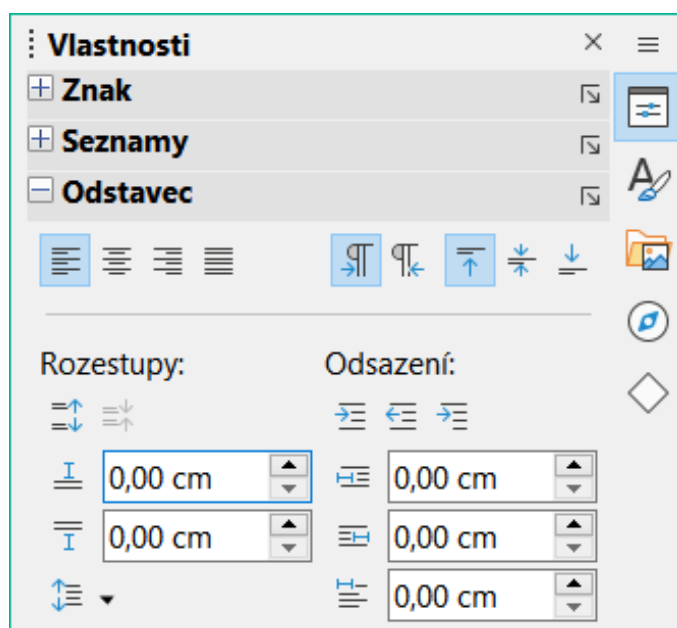 Vlastnosti
Znak
Seznamy
Odstavec
Rozestupy: Odsazení:
0,00 cm 0,00 cm
0,00 cm 0,00 cm
0,00 cm